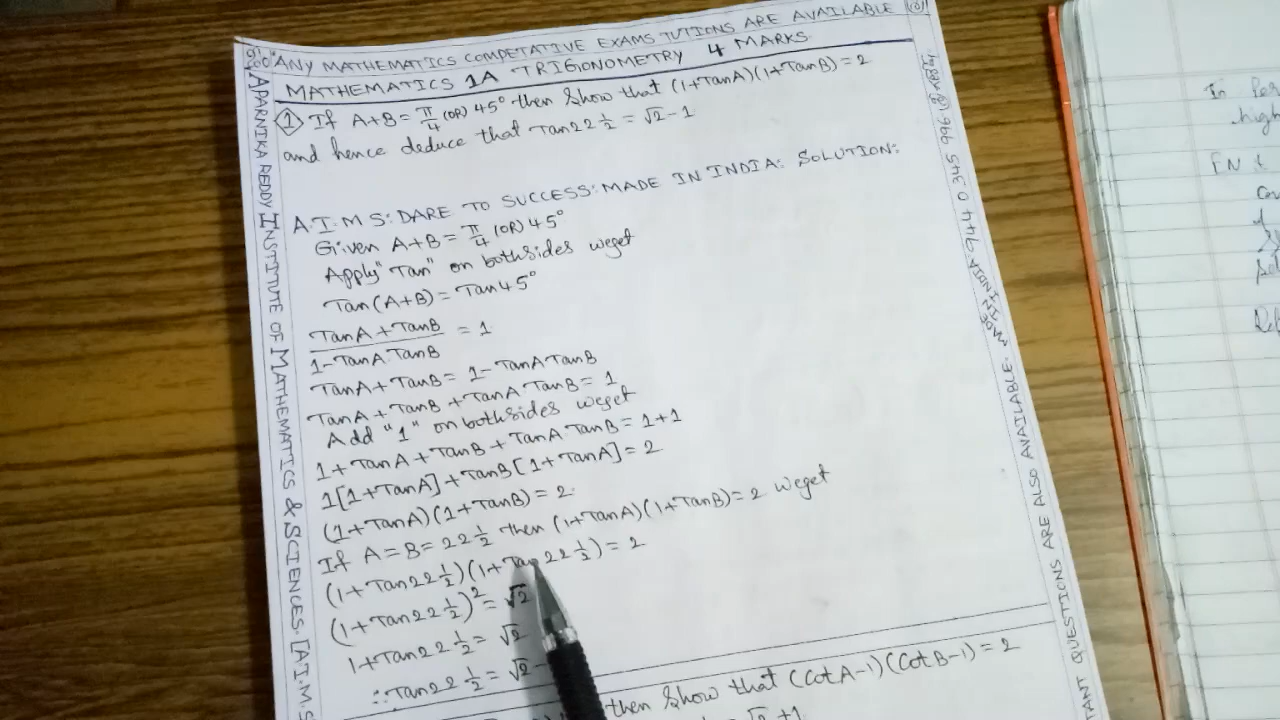 ANY MATHEMATICS COMPETATIVE EXAMS TUTIONS ARE AVAILABLE
MATHEMATICS 1A TRIGIONOMETRY 4 MARKS
① If A+B = π/4 (OR) 45° then Show that (1+TanA)(1+TanB) = 2
and hence deduce that Tan22 1/2 = √2 - 1
A.I.M.S: DARE TO SUCCESS: MADE IN INDIA: SOLUTION:
Given A+B = π/4 (OR) 45°
Apply "Tan" on bothsides weget
Tan(A+B) = Tan45°
TanA + TanB / 1-TanA TanB = 1
TanA + TanB = 1-TanA TanB
TanA + TanB + TanA TanB = 1
Add "1" on bothsides weget
1+TanA + TanB + TanA TanB = 1+1
1[1+TanA] + TanB[1+TanA] = 2
(1+TanA)(1+TanB) = 2
If A = B = 22 1/2 then (1+TanA)(1+TanB) = 2 weget
(1+Tan22 1/2)(1+Tan22 1/2) = 2
(1+Tan22 1/2)² = √2
1+Tan22 1/2 = √2
∴ Tan22 1/2 = √2 -
then Show that (CotA-1)(CotB-1) = 2
√2 +1
APARNIKA REDDY INSTITUTE OF MATHEMATICS & SCIENCES. [A.I.M.S
TANT QUESTIONS ARE ALSO AVAILABLE: MADE IN INDIA
In
high